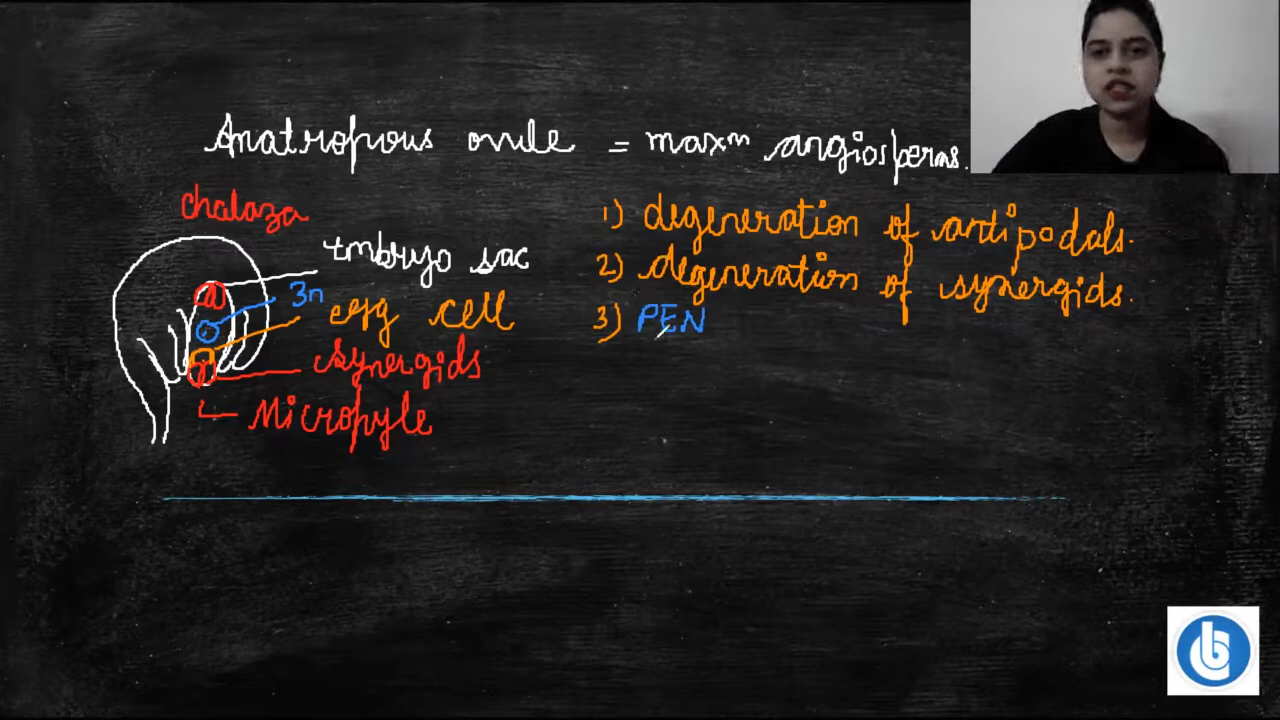 Anatropous ovule = maxm angiosperms.
chalaza
1) degeneration of antipodals.
Embryo sac
2) degeneration of synergids.
3n
egg cell
3) PEN
synergids
Micropyle